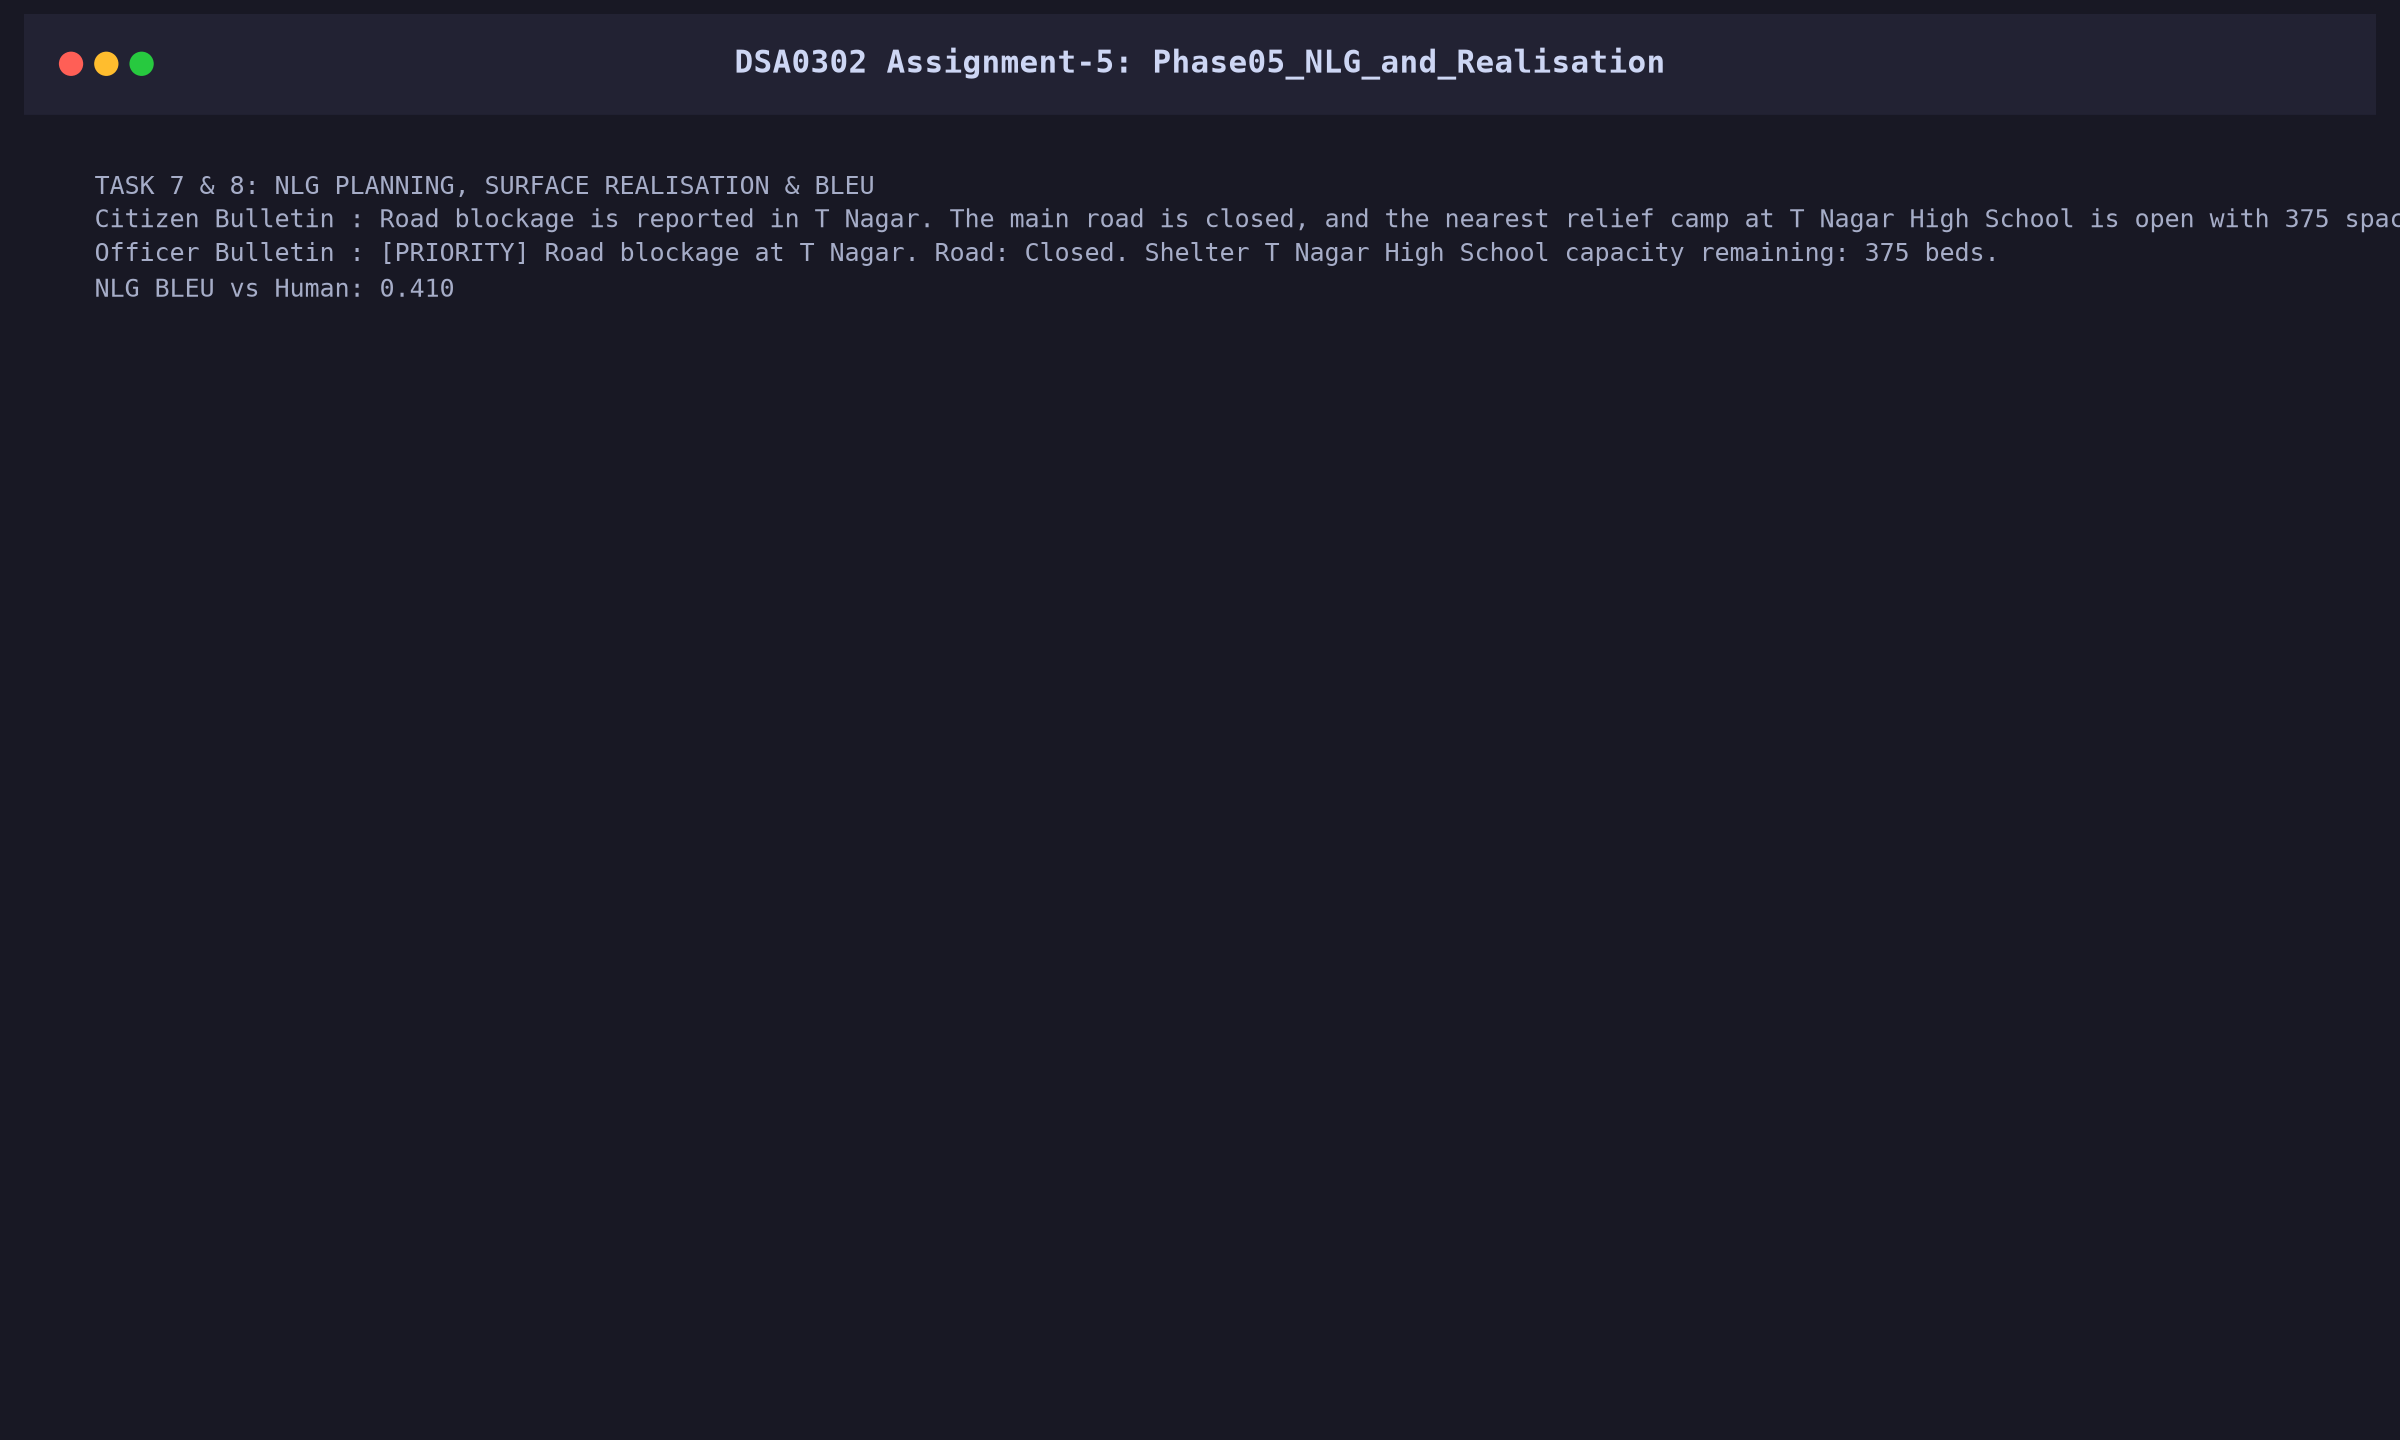 DSA0302 Assignment-5: Phase05_NLG_and_Realisation
TASK 7 & 8: NLG PLANNING, SURFACE REALISATION & BLEU
Citizen Bulletin : Road blockage is reported in T Nagar. The main road is closed, and the nearest relief camp at T Nagar High School is open with 375 spac
Officer Bulletin : [PRIORITY] Road blockage at T Nagar. Road: Closed. Shelter T Nagar High School capacity remaining: 375 beds.
NLG BLEU vs Human: 0.410